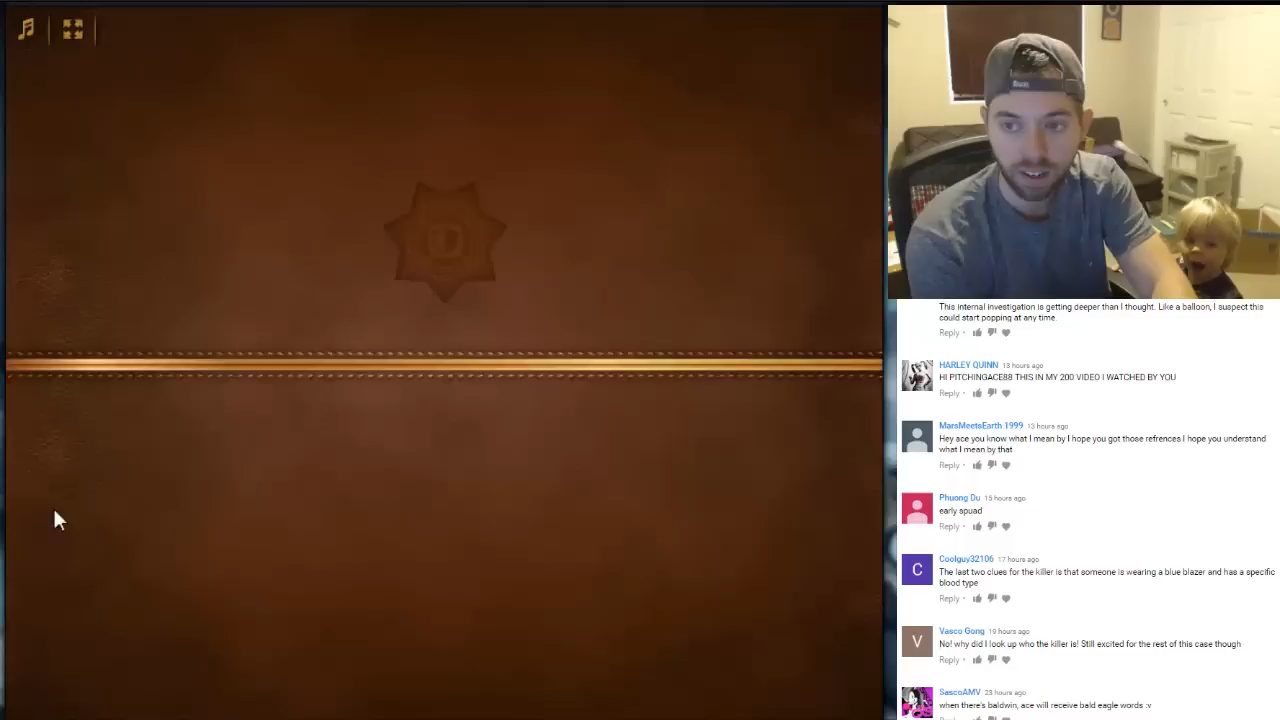 D
This internal investigation is getting deeper than I thought. Like a balloon, I suspect this
could start popping at any time.
Reply •
HARLEY QUINN 13 hours ago
HI PITCHINGACE88 THIS IN MY 200 VIDEO I WATCHED BY YOU
Reply •
MarsMeetsEarth 1999 13 hours ago
Hey ace you know what I mean by I hope you got those refrences I hope you understand
what I mean by that
Reply •
Phuong Du 15 hours ago
early spuad
Reply •
C
Coolguy32106 17 hours ago
The last two clues for the killer is that someone is wearing a blue blazer and has a specific
blood type
Reply •
V
Vasco Gong 19 hours ago
No! why did I look up who the killer is! Still excited for the rest of this case though
Reply •
SascoAMV 23 hours ago
when there's baldwin, ace will receive bald eagle words :v